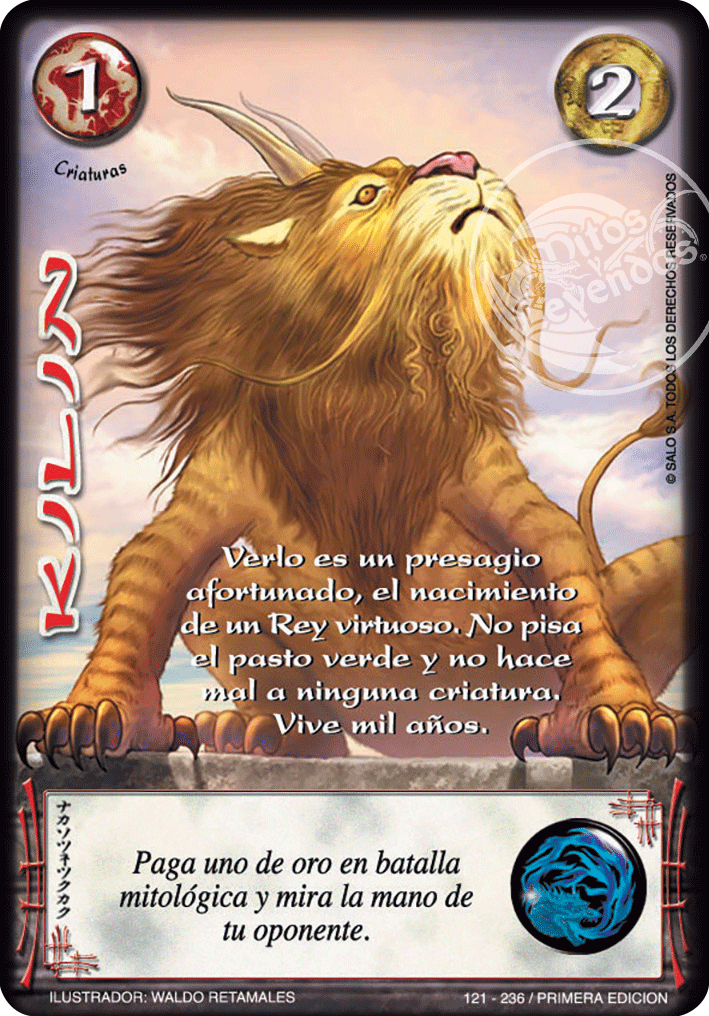 1
2
Criaturas
Mitos
y
Leyendas
®
© SALO S.A. TODOS LOS DERECHOS RESERVADOS
KILIN
Verlo es un presagio
afortunado, el nacimiento
de un Rey virtuoso. No pisa
el pasto verde y no hace
mal a ninguna criatura.
Vive mil años.
ナカソツネツクカク
Paga uno de oro en batalla
mitológica y mira la mano de
tu oponente.
ILUSTRADOR: WALDO RETAMALES
121 - 236 / PRIMERA EDICION